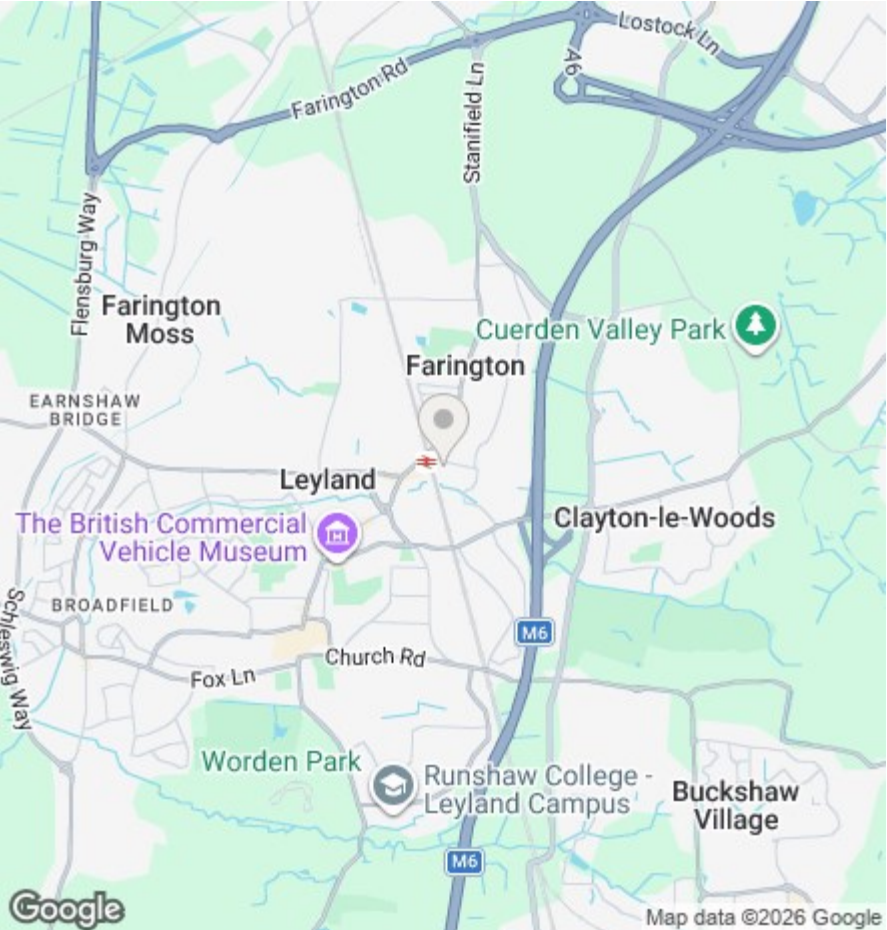 Lostock Ln
A6
Farington Rd
Stanifield Ln
Flensburg Way
Farington
Moss
Cuerden Valley Park
Farington
EARNSHAW
BRIDGE
Leyland
The British Commercial
Vehicle Museum
Clayton-le-Woods
BROADFIELD
Schleswig Way
M6
Church Rd
Fox Ln
Worden Park
Runshaw College -
Leyland Campus
Buckshaw
Village
M6
Google
Map data ©2026 Google